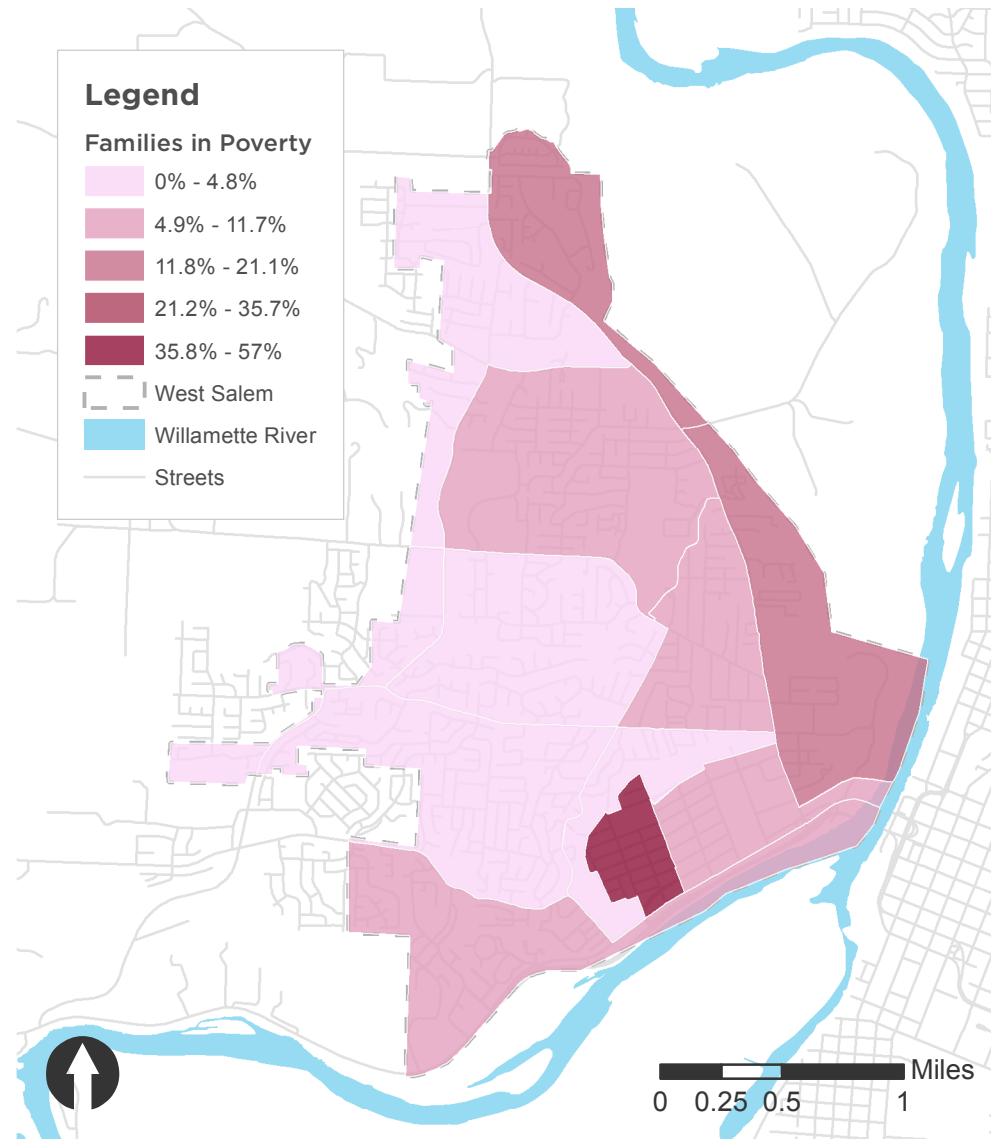 Legend
Families in Poverty
0% - 4.8%
4.9% - 11.7%
11.8% - 21.1%
21.2% - 35.7%
35.8% - 57%
West Salem
Willamette River
Streets
Miles
0 0.25 0.5 1